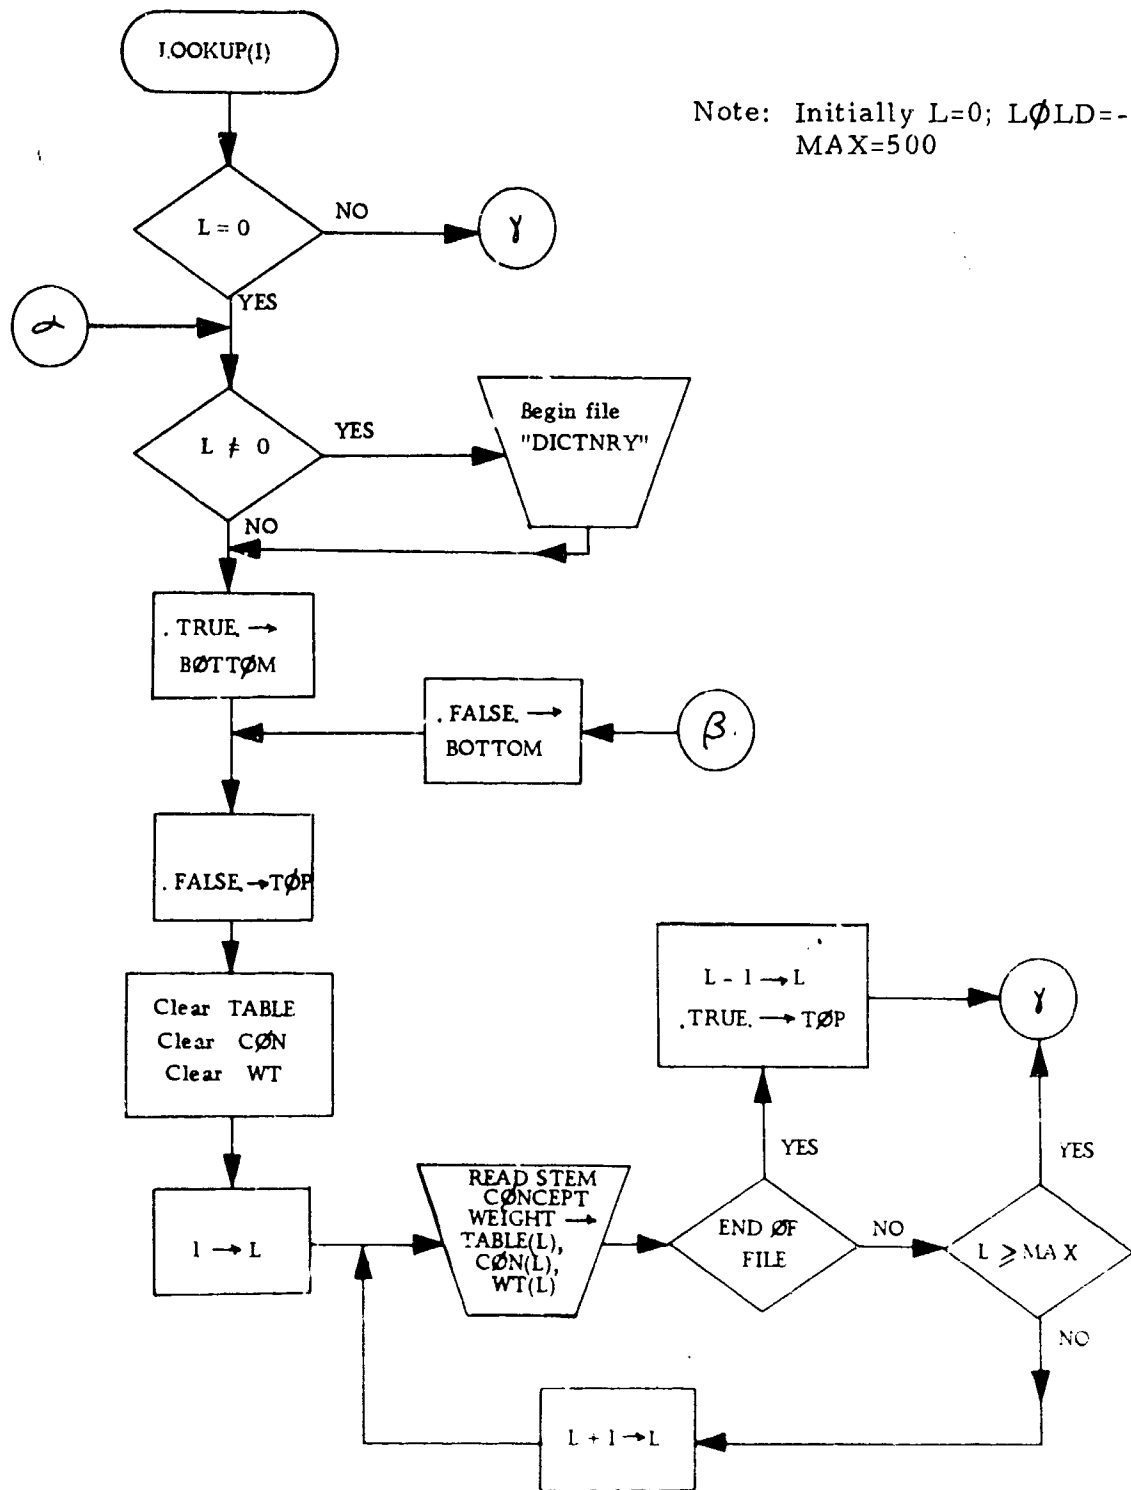 LOOKUP(I)
Note: Initially L=0; LØLD=-
MAX=500
L = 0
NO
γ
YES
α
L ≠ 0
YES
Begin file
"DICTNRY"
NO
.TRUE. →
BØTTØM
.FALSE. →
BOTTOM
β.
.FALSE. → TØP
Clear TABLE
Clear CØN
Clear WT
L - 1 → L
.TRUE. → TØP
γ
YES
YES
1 → L
READ STEM
CØNCEPT
WEIGHT →
TABLE(L),
CØN(L),
WT(L)
END ØF
FILE
NO
L ⩾ MAX
NO
L + 1 → L